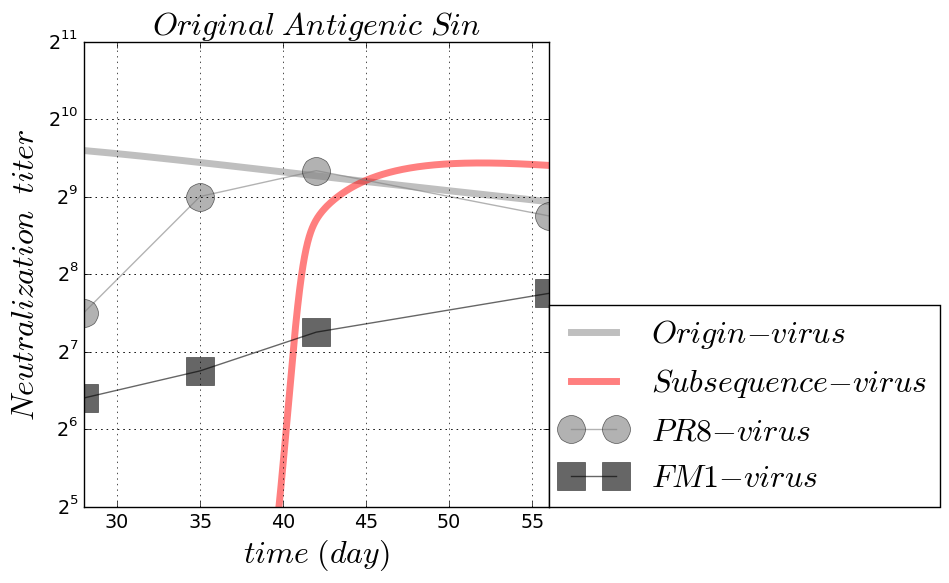 Original Antigenic Sin
Neutralization titer
2^11
2^10
2^9
2^8
2^7
2^6
2^5
30 35 40 45 50 55
time (day)
Origin−virus
Subsequence−virus
PR8−virus
FM1−virus